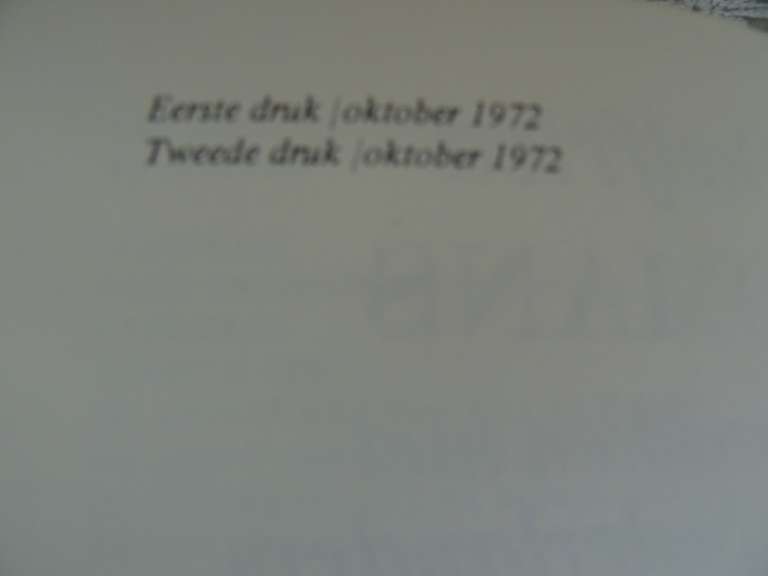 Eerste druk / oktober 1972
Tweede druk / oktober 1972